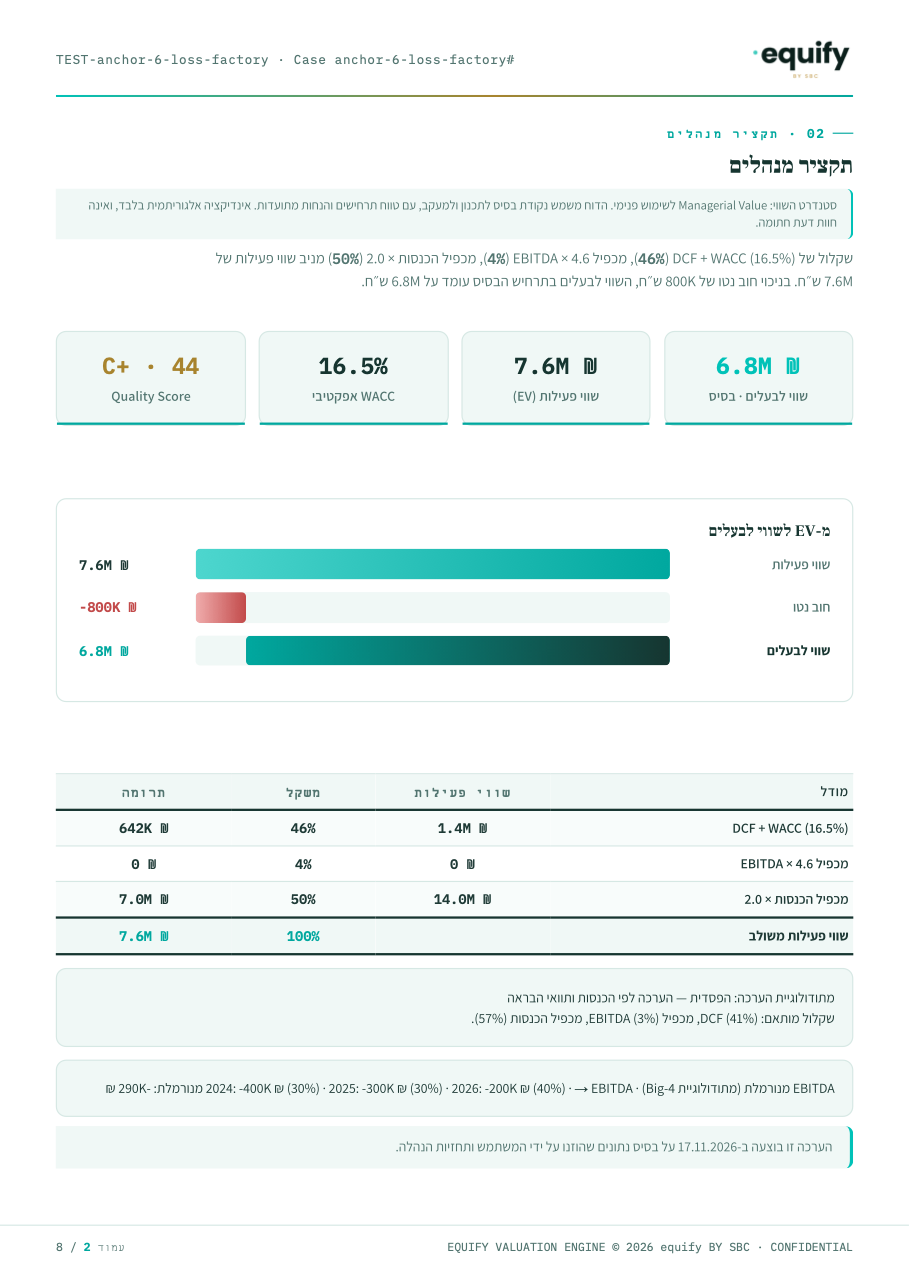 TEST-anchor-6-loss-factory · Case anchor-6-loss-factory#
equify
BY SBC
02 · תקציר מנהלים
תקציר מנהלים
סטנדרט השווי: Managerial Value לשימוש פנימי. הדוח משמש נקודת בסיס לתכנון ולמעקב, עם טווח תרחישים והנחות מתועדות. אינדיקציה אלגוריתמית בלבד, ואינה
חוות דעת חתומה.
שקלול של DCF + WACC (16.5%) (46%), מכפיל EBITDA × 4.6 (4%), מכפיל הכנסות × 2.0 (50%) מניב שווי פעילות של
7.6M ש״ח. בניכוי חוב נטו של 800K ש״ח, השווי לבעלים בתרחיש הבסיס עומד על 6.8M ש״ח.
6.8M ₪
שווי לבעלים · בסיס
7.6M ₪
שווי פעילות (EV)
16.5%
WACC אפקטיבי
C+ · 44
Quality Score
מ-EV לשווי לבעלים
שווי פעילות 7.6M ₪
חוב נטו -800K ₪
שווי לבעלים 6.8M ₪
מודל שווי פעילות משקל תרומה
DCF + WACC (16.5%) 1.4M ₪ 46% 642K ₪
מכפיל EBITDA × 4.6 0 ₪ 4% 0 ₪
מכפיל הכנסות × 2.0 14.0M ₪ 50% 7.0M ₪
שווי פעילות משולב 100% 7.6M ₪
מתודולוגיית הערכה: הפסדית — הערכה לפי הכנסות ותוואי הבראה
שקלול מותאם: DCF (41%), מכפיל EBITDA (3%), מכפיל הכנסות (57%).
EBITDA מנורמלת (מתודולוגיית Big-4) · 2024: -400K ₪ (30%) · 2025: -300K ₪ (30%) · 2026: -200K ₪ (40%) · → EBITDA מנורמלת: -290K ₪
הערכה זו בוצעה ב-17.11.2026 על בסיס נתונים שהוזנו על ידי המשתמש ותחזיות הנהלה.
EQUIFY VALUATION ENGINE © 2026 equify BY SBC · CONFIDENTIAL
עמוד 2 / 8